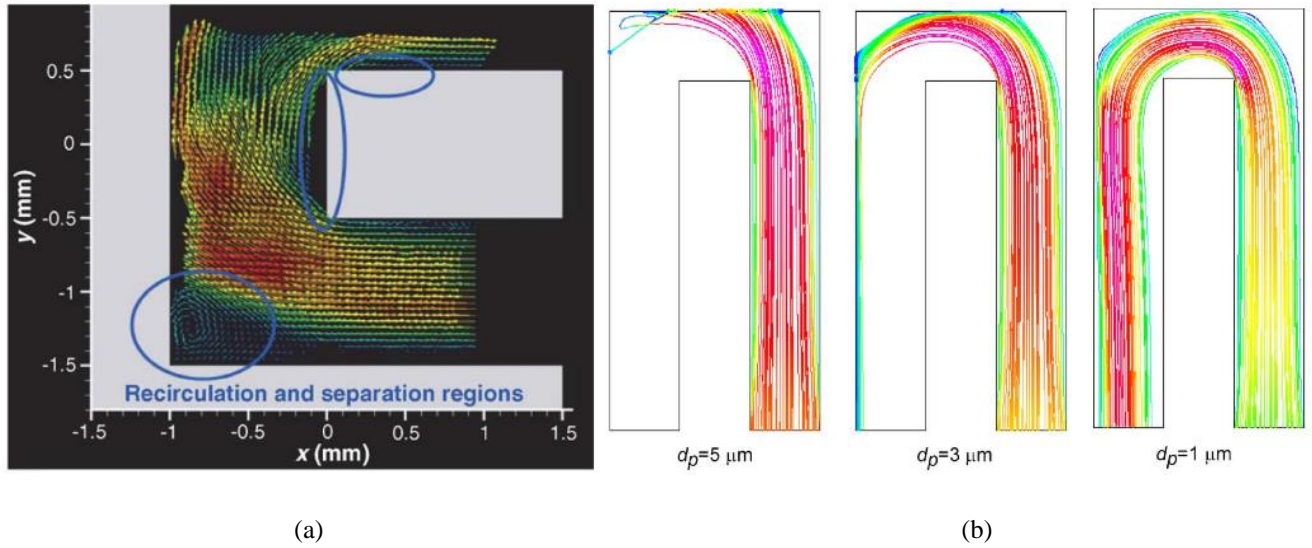 0.5
0
-0.5
-1
-1.5
y (mm)
Recirculation and separation regions
-1.5 -1 -0.5 0 0.5 1 1.5
x (mm)
dp=5 μm
dp=3 μm
dp=1 μm
(a)
(b)